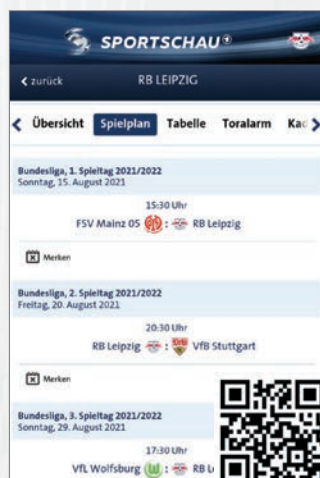 SPORTSCHAU
zurück RB LEIPZIG
Übersicht Spielplan Tabelle Toralarm
Bundesliga, 1. Spieltag 2021/2022
Sonntag, 15. August 2021
15:30 Uhr
FSV Mainz 05 : RB Leipzig
Merken
Bundesliga, 2. Spieltag 2021/2022
Freitag, 20. August 2021
20:30 Uhr
RB Leipzig : VfB Stuttgart
Merken
Bundesliga, 3. Spieltag 2021/2022
Sonntag, 29. August 2021
17:30 Uhr
VfL Wolfsburg : RB